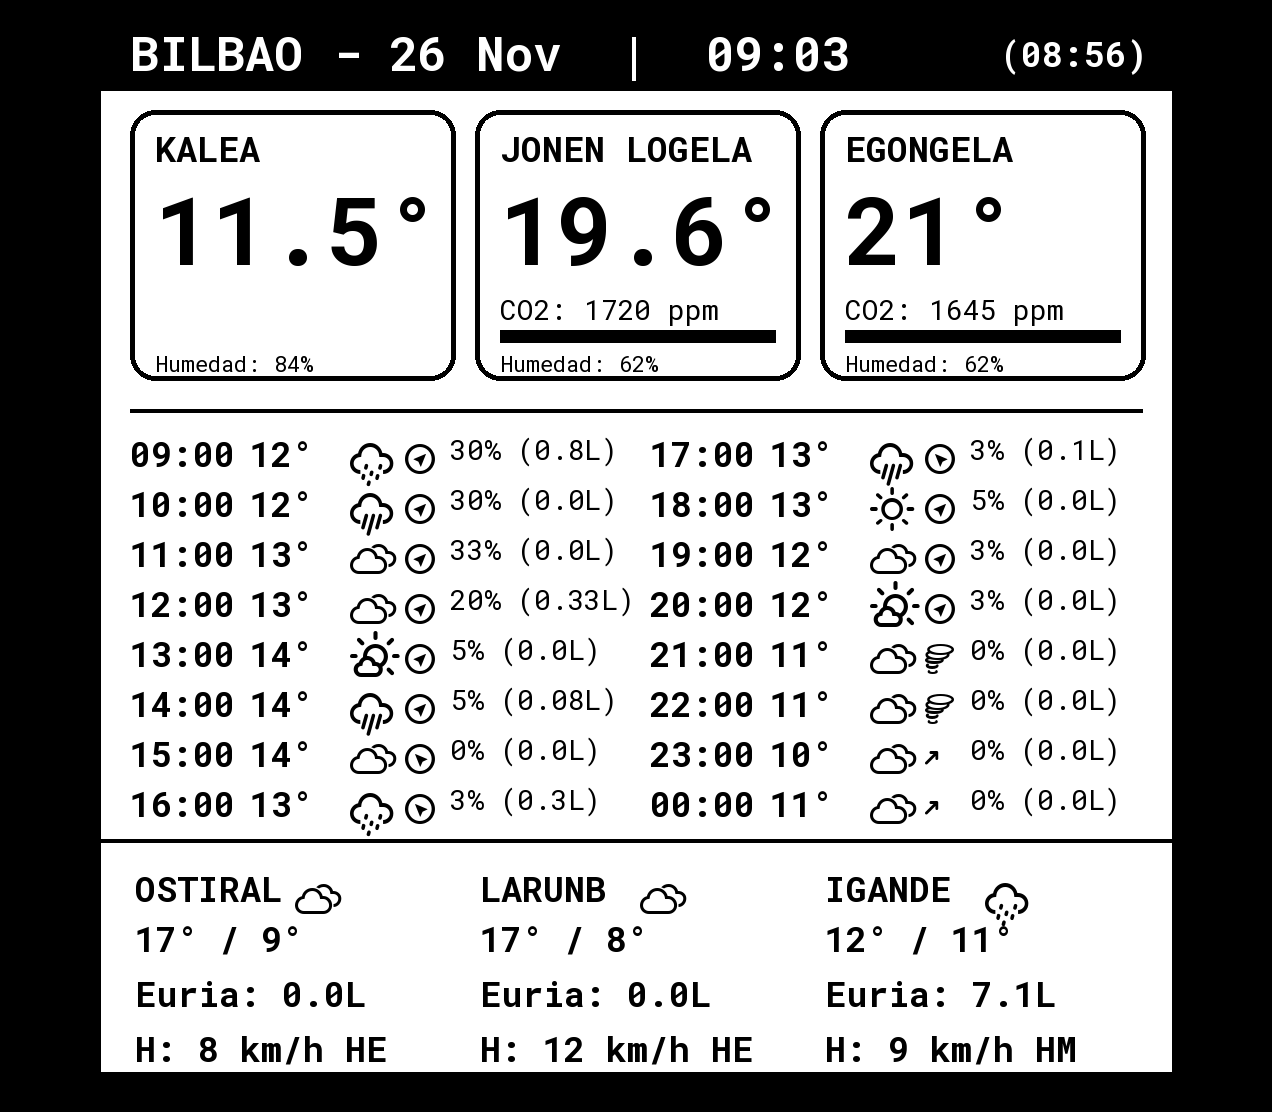 BILBAO - 26 Nov | 09:03 (08:56)
KALEA
11.5°
Humedad: 84%
JONEN LOGELA
19.6°
CO2: 1720 ppm
Humedad: 62%
EGONGELA
21°
CO2: 1645 ppm
Humedad: 62%
09:00 12° 30% (0.8L)
10:00 12° 30% (0.0L)
11:00 13° 33% (0.0L)
12:00 13° 20% (0.33L)
13:00 14° 5% (0.0L)
14:00 14° 5% (0.08L)
15:00 14° 0% (0.0L)
16:00 13° 3% (0.3L)
17:00 13° 3% (0.1L)
18:00 13° 5% (0.0L)
19:00 12° 3% (0.0L)
20:00 12° 3% (0.0L)
21:00 11° 0% (0.0L)
22:00 11° 0% (0.0L)
23:00 10° 0% (0.0L)
00:00 11° 0% (0.0L)
OSTIRAL
17° / 9°
Euria: 0.0L
H: 8 km/h HE
LARUNB
17° / 8°
Euria: 0.0L
H: 12 km/h HE
IGANDE
12° / 11°
Euria: 7.1L
H: 9 km/h HM